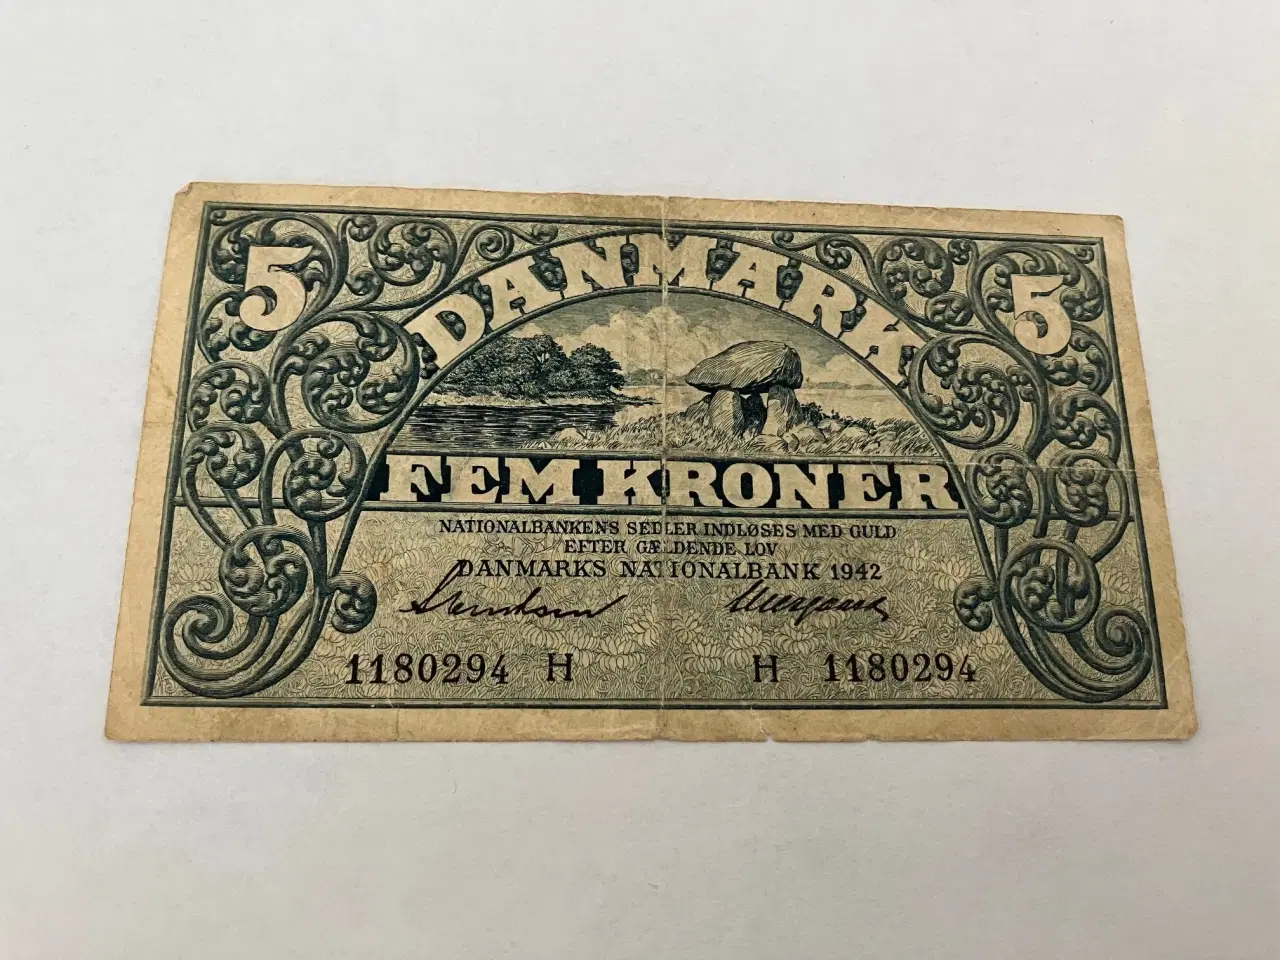 5 DANMARK 5
FEM KRONER
NATIONALBANKENS SEDLER INDLØSES MED GULD
EFTER GÆLDENDE LOV
DANMARKS NATIONALBANK 1942
1180294 H H 1180294